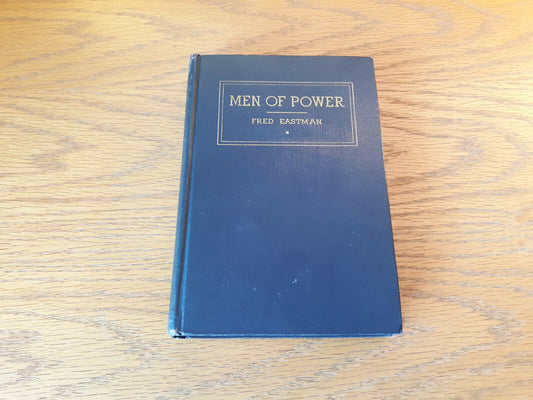 MEN OF POWER
FRED EASTMAN